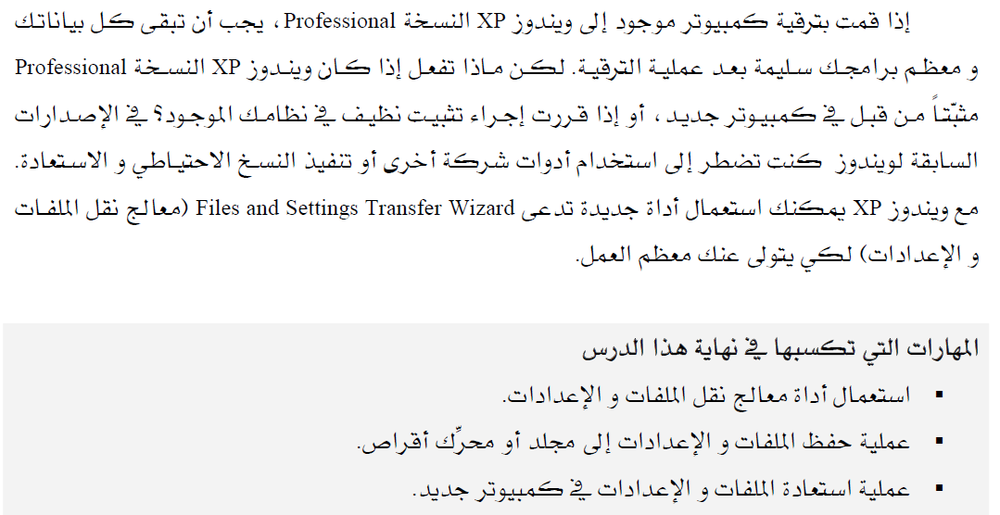 إذا قمت بترقية كمبيوتر موجود إلى ويندوز XP النسخة Professional، يجب أن تبقى كل بياناتك
و معظم برامجك سليمة بعد عملية الترقية. لكن ماذا تفعل إذا كان ويندوز XP النسخة Professional
مثبّتاً من قبل في كمبيوتر جديد، أو إذا قررت إجراء تثبيت نظيف في نظامك الموجود؟ في الإصدارات
السابقة لويندوز كنت تضطر إلى استخدام أدوات شركة أخرى أو تنفيذ النسخ الاحتياطي و الاستعادة.
مع ويندوز XP يمكنك استعمال أداة جديدة تدعى Files and Settings Transfer Wizard (معالج نقل الملفات
و الإعدادات) لكي يتولى عنك معظم العمل.
المهارات التي تكسبها في نهاية هذا الدرس
▪ استعمال أداة معالج نقل الملفات و الإعدادات.
▪ عملية حفظ الملفات و الإعدادات إلى مجلد أو محرِّك أقراص.
▪ عملية استعادة الملفات و الإعدادات في كمبيوتر جديد.